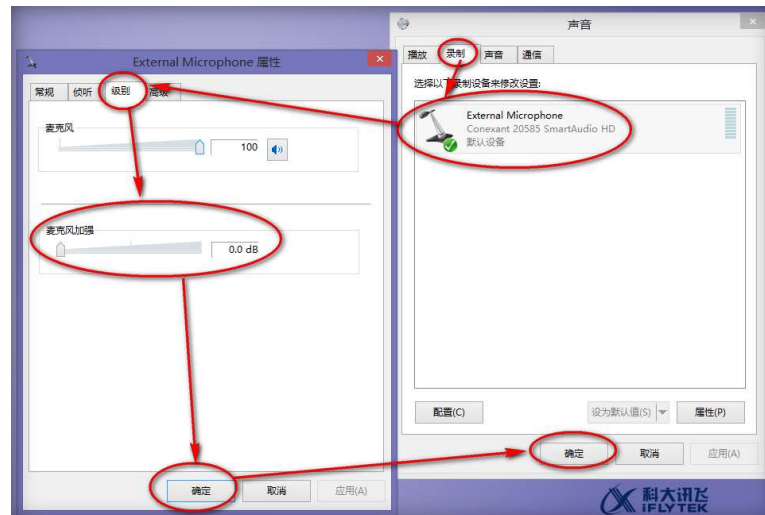 External Microphone 属性
常规 侦听 级别 高级
麦克风
100
麦克风加强
0.0 dB
确定 取消 应用(A)
声音
播放 录制 声音 通信
选择以下录制设备来修改设置:
External Microphone
Conexant 20585 SmartAudio HD
默认设备
配置(C) 设为默认值(S) 属性(P)
确定 取消 应用(A)
科大讯飞
iFLYTEK